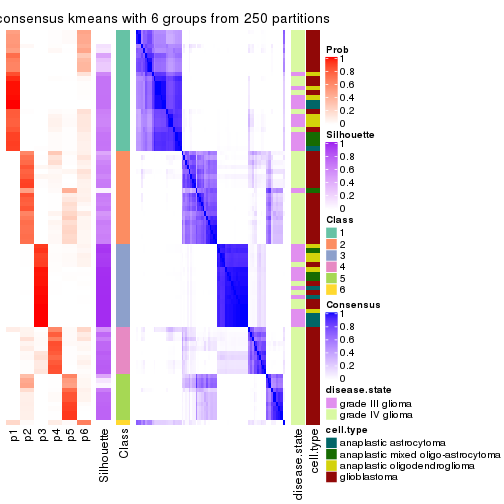 consensus kmeans with 6 groups from 250 partitions
Prob
1
0.8
0.6
0.4
0.2
0
Silhouette
1
0.8
0.6
0.4
0.2
0
Class
1
2
3
4
5
6
Consensus
1
0.8
0.6
0.4
0.2
0
disease.state
grade III glioma
grade IV glioma
cell.type
anaplastic astrocytoma
anaplastic mixed oligo-astrocytoma
anaplastic oligodendroglioma
glioblastoma
p1
p2
p3
p4
p5
p6
Silhouette
Class
disease.state
cell.type